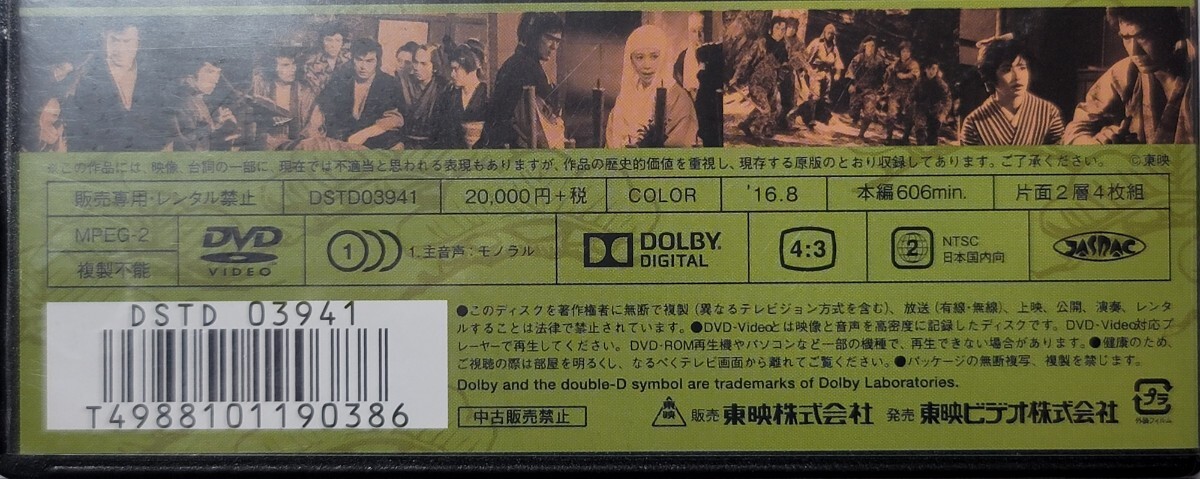 ※この作品には、映像、台詞の一部に、現在では不適当と思われる表現もありますが、作品の歴史的価値を重視し、現存する原版のとおり収録してあります。ご了承ください。 ©東映
販売専用・レンタル禁止 DSTD03941 20,000円+税 COLOR '16.8 本編606min. 片面2層4枚組
MPEG-2
複製不能
DVD
VIDEO
1 1.主音声:モノラル
DOLBY
DIGITAL
4:3
2
NTSC
日本国内向
JASRAC
DSTD 03941
T4988101190386
●このディスクを著作権者に無断で複製(異なるテレビジョン方式を含む)、放送(有線・無線)、上映、公開、演奏、レンタ
ルすることは法律で禁止されています。●DVD-Videoとは映像と音声を高密度に記録したディスクです。DVD-Video対応プ
レーヤーで再生してください。DVD-ROM再生機やパソコンなど一部の機種で、再生できない場合があります。●健康のため、
ご視聴の際は部屋を明るくし、なるべくテレビ画面から離れてご覧ください。●パッケージの無断複写、複製を禁じます。
Dolby and the double-D symbol are trademarks of Dolby Laboratories.
中古販売禁止
東映
販売 東映株式会社 発売 東映ビデオ株式会社
プラ
外装フィルム